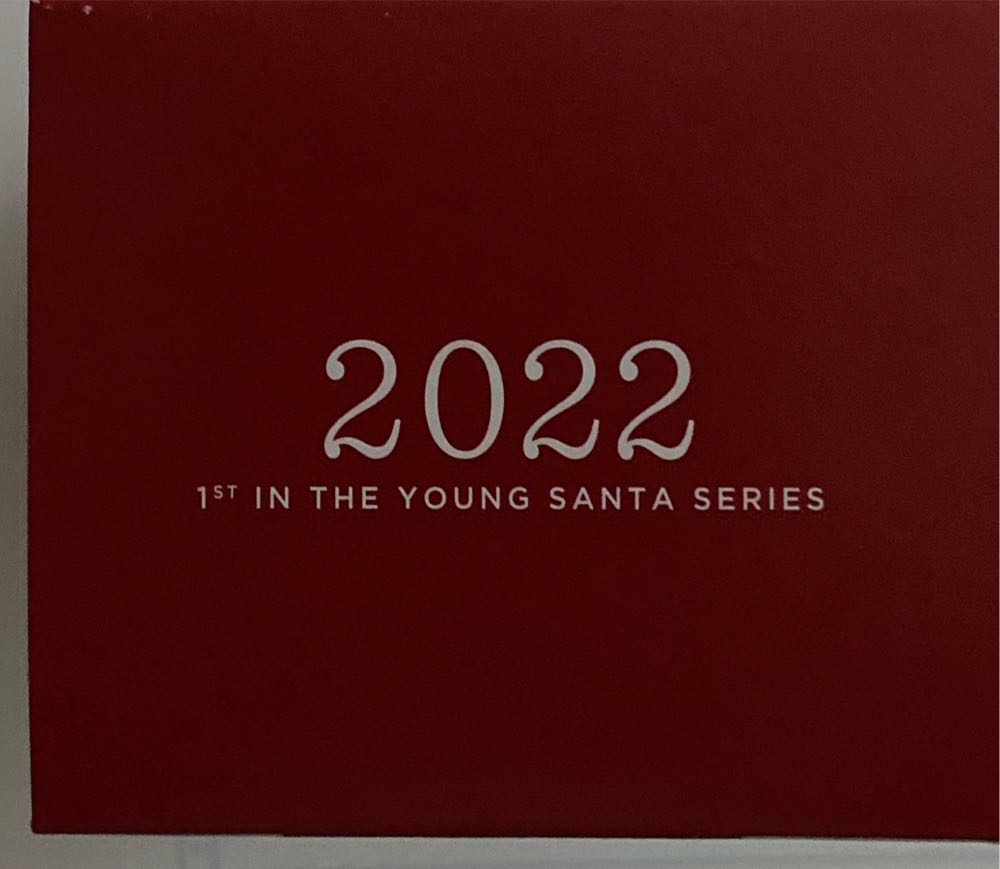 2022
1ST IN THE YOUNG SANTA SERIES